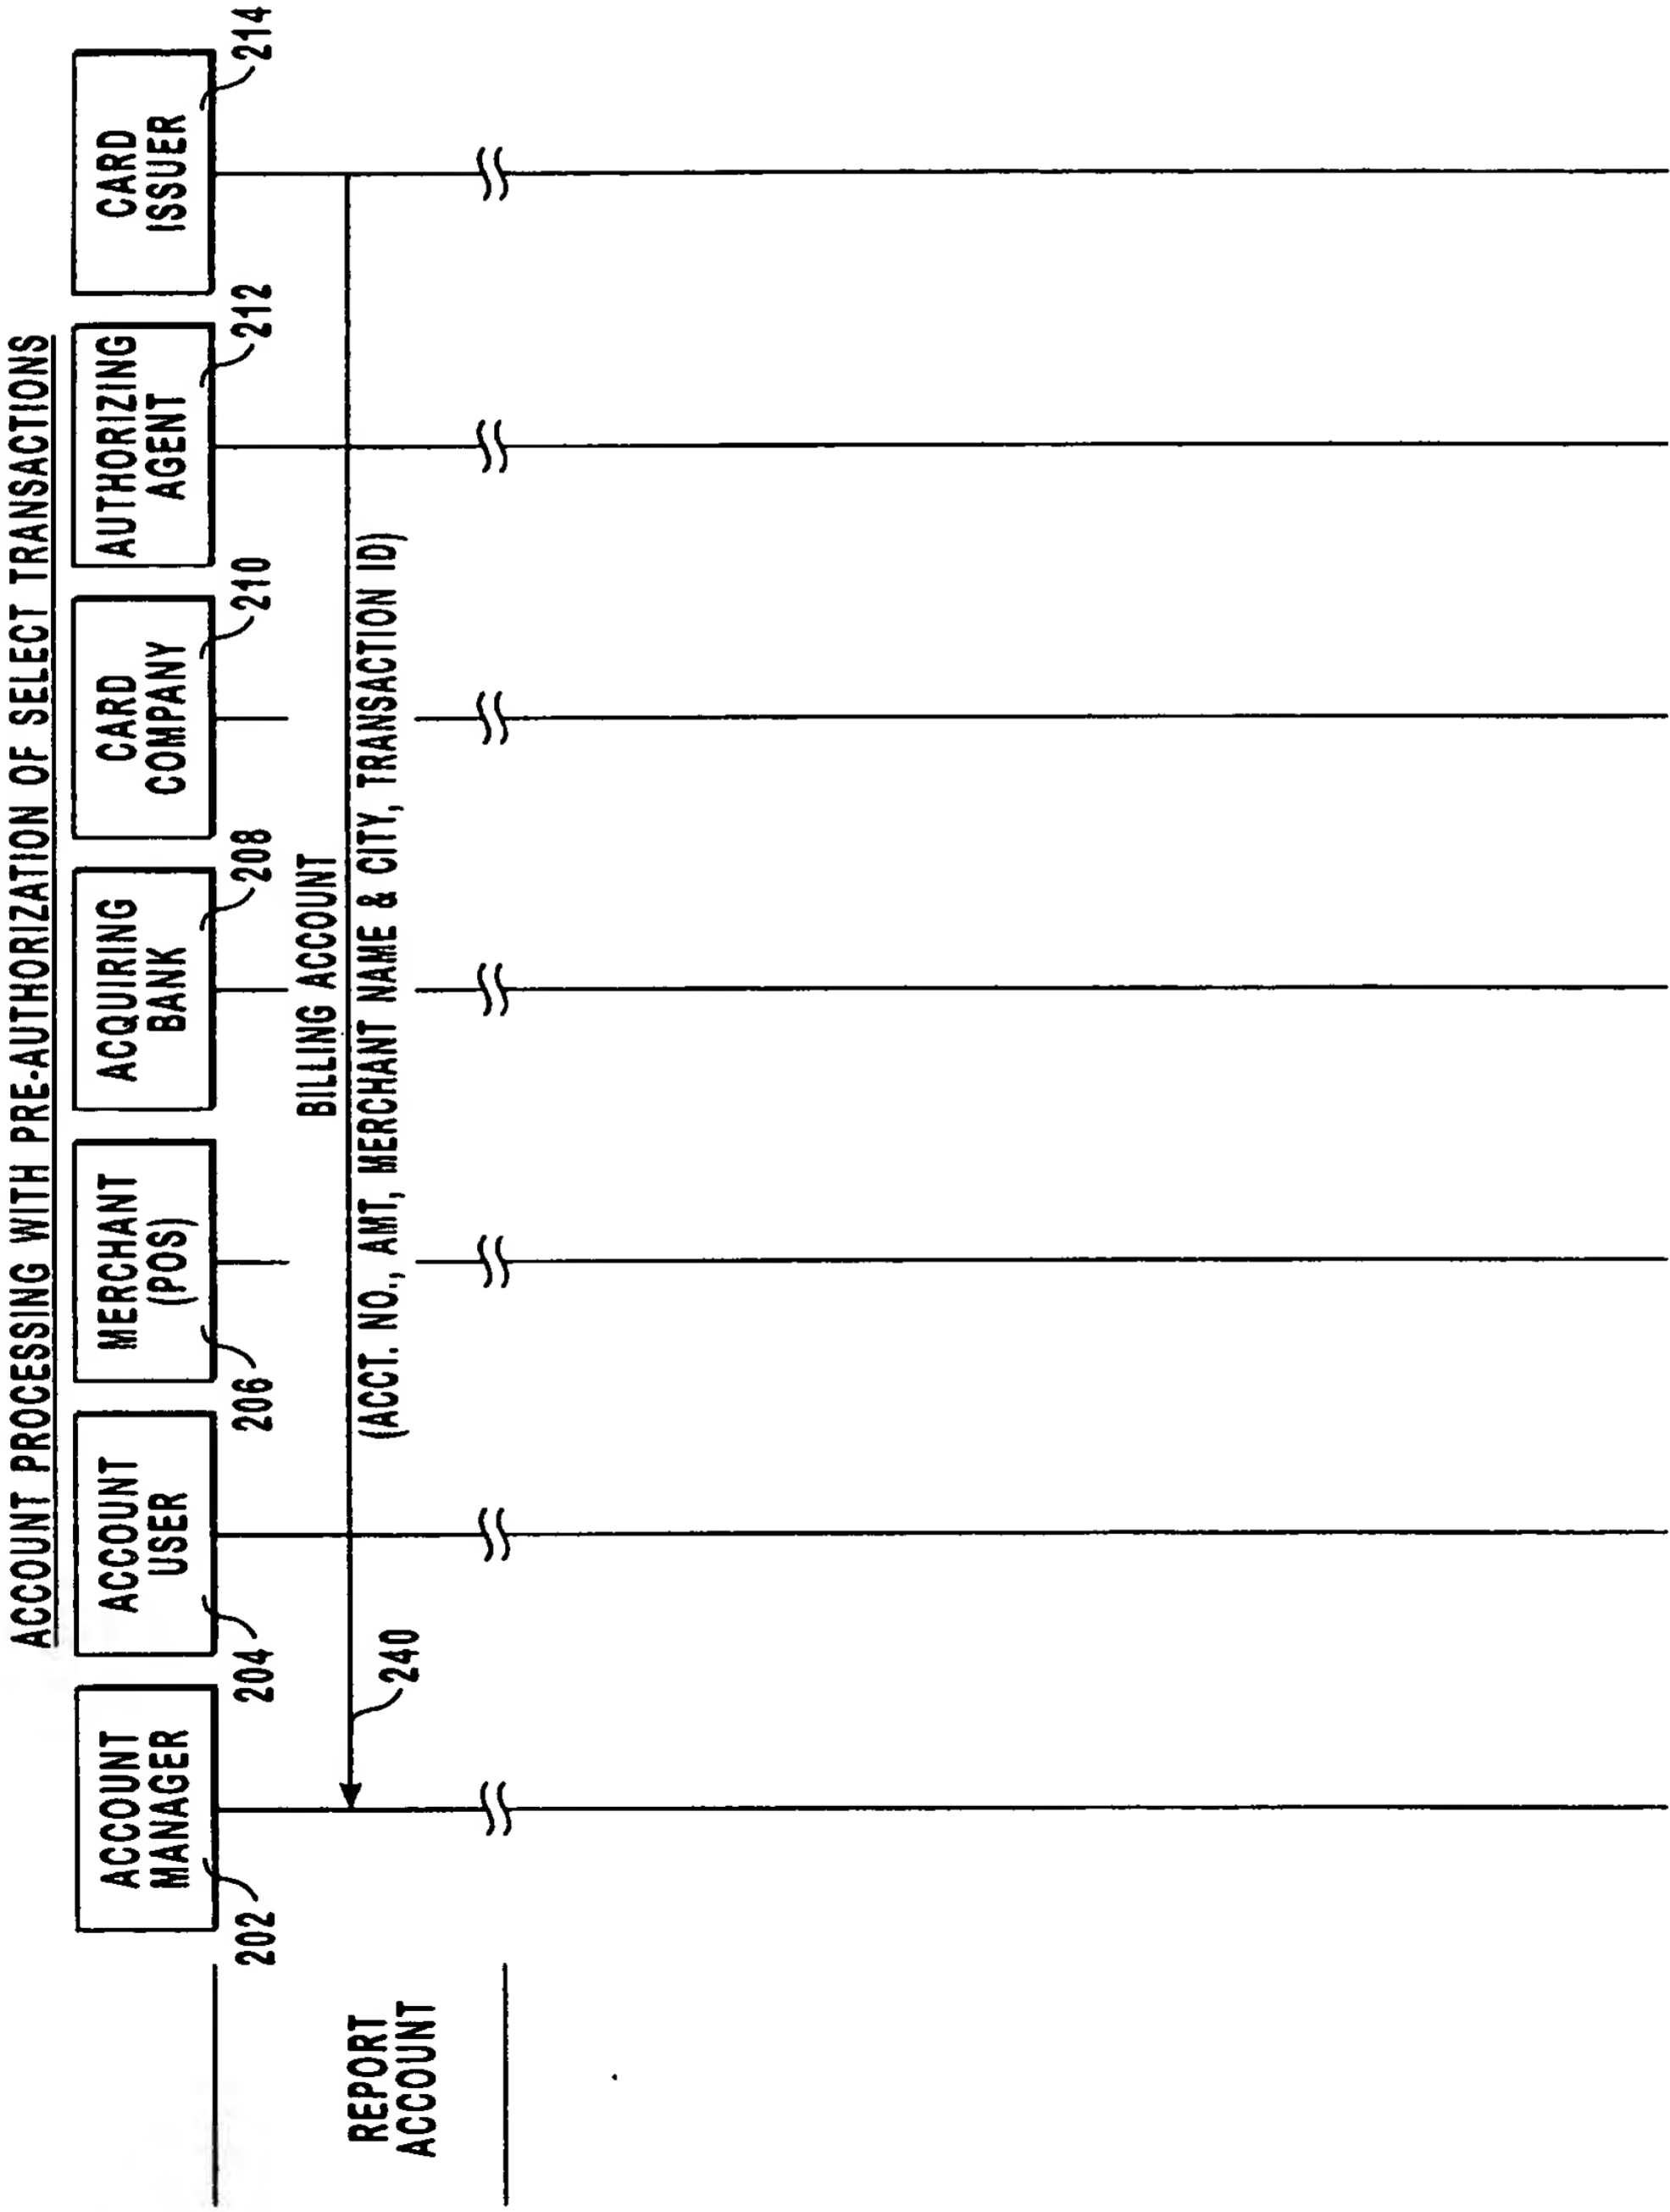 ACCOUNT PROCESSING WITH PRE-AUTHORIZATION OF SELECT TRANSACTIONS
ACCOUNT
MANAGER
202
ACCOUNT
USER
204
MERCHANT
(POS)
206
ACQUIRING
BANK
208
CARD
COMPANY
210
AUTHORIZING
AGENT
212
CARD
ISSUER
214
REPORT
ACCOUNT
BILLING ACCOUNT
(ACCT. NO., AMT, MERCHANT NAME & CITY, TRANSACTION ID)
240